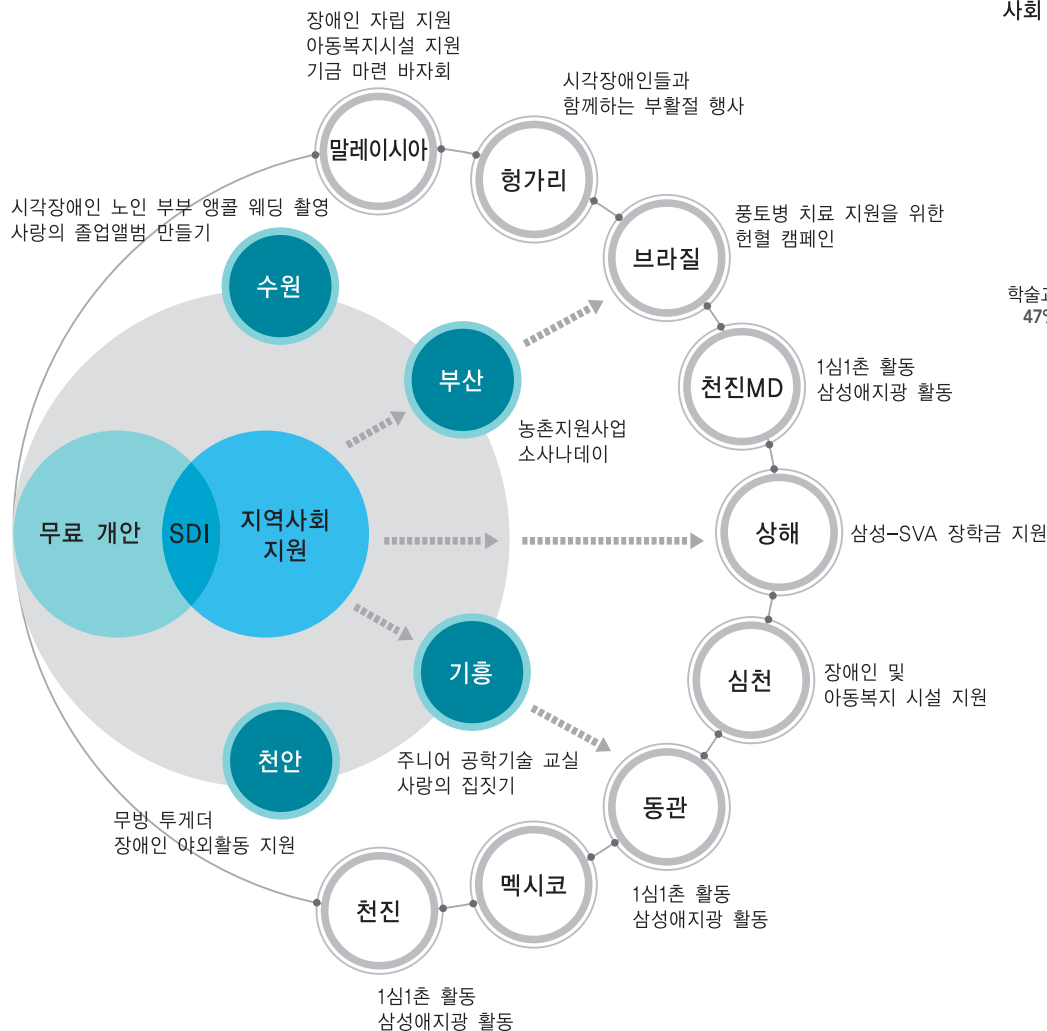 사회
장애인 자립 지원
아동복지시설 지원
기금 마련 바자회
말레이시아
시각장애인들과
함께하는 부활절 행사
헝가리
풍토병 치료 지원을 위한
헌혈 캠페인
브라질
시각장애인 노인 부부 앵콜 웨딩 촬영
사랑의 졸업앨범 만들기
수원
학술교
47%
부산
농촌지원사업
소사나데이
천진MD
1심1촌 활동
삼성애지광 활동
무료 개안
SDI
지역사회
지원
상해
삼성-SVA 장학금 지원
기흥
주니어 공학기술 교실
사랑의 집짓기
심천
장애인 및
아동복지 시설 지원
천안
무빙 투게더
장애인 야외활동 지원
동관
1심1촌 활동
삼성애지광 활동
멕시코
천진
1심1촌 활동
삼성애지광 활동